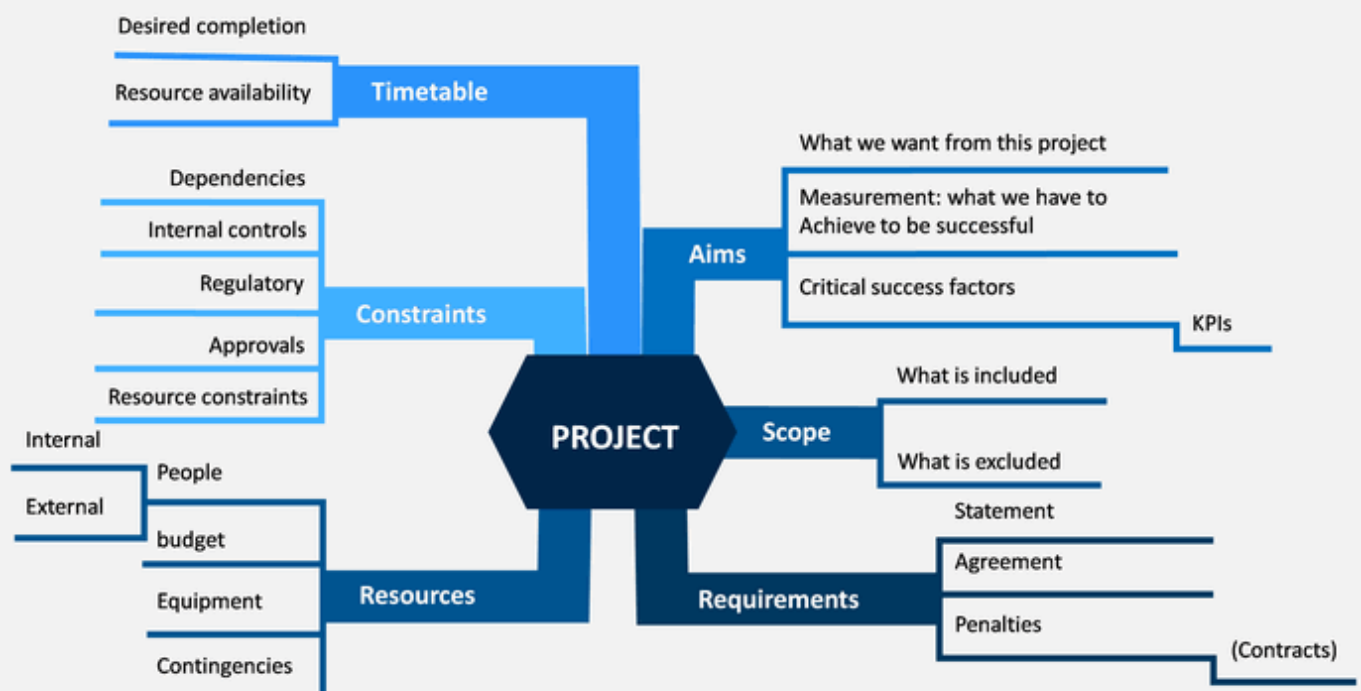 Desired completion
Resource availability
Timetable
Dependencies
Internal controls
Regulatory
Approvals
Resource constraints
Constraints
Internal
External
People
budget
Equipment
Contingencies
Resources
PROJECT
Aims
What we want from this project
Measurement: what we have to
Achieve to be successful
Critical success factors
KPIs
Scope
What is included
What is excluded
Requirements
Statement
Agreement
Penalties
(Contracts)